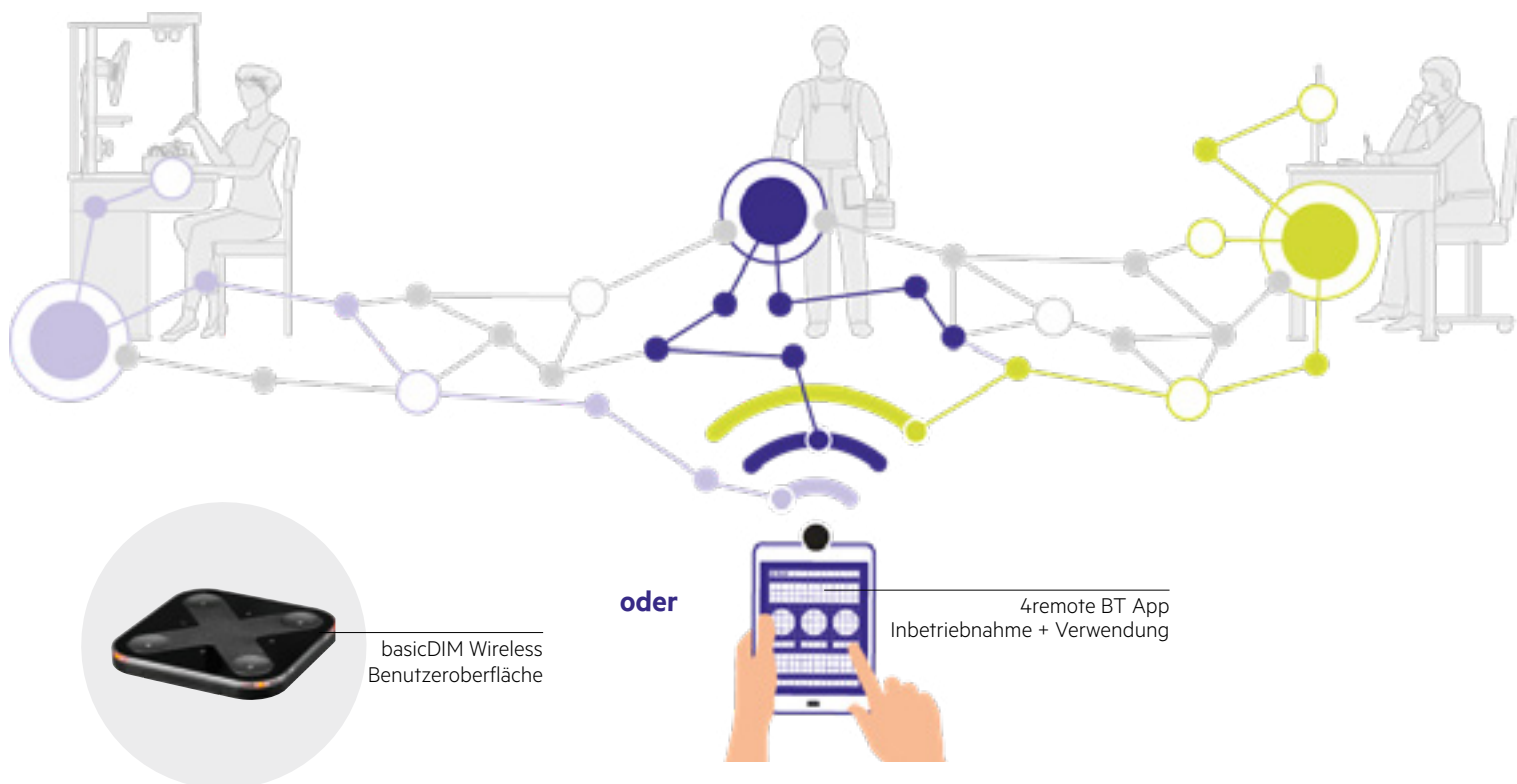 basicDIM Wireless
Benutzeroberfläche
oder
4remote BT App
Inbetriebnahme + Verwendung